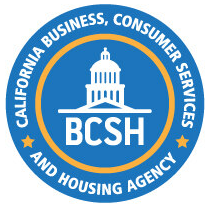 CALIFORNIA BUSINESS, CONSUMER SERVICES
BCSH
AND HOUSING AGENCY